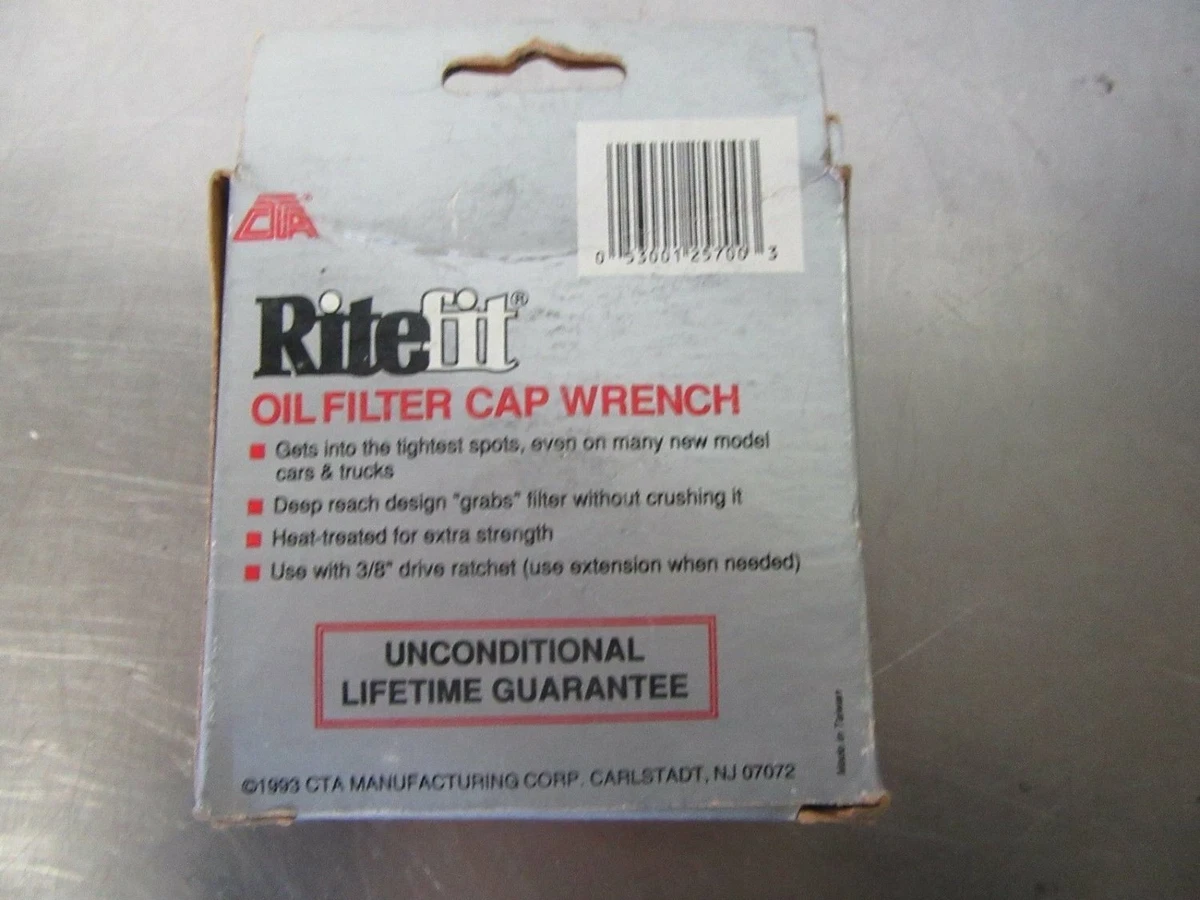 CTA
0 53001 25700 3
Ritefit®
OIL FILTER CAP WRENCH
Gets into the tightest spots, even on many new model
cars & trucks
Deep reach design "grabs" filter without crushing it
Heat-treated for extra strength
Use with 3/8" drive ratchet (use extension when needed)
UNCONDITIONAL
LIFETIME GUARANTEE
Made in Taiwan
©1993 CTA MANUFACTURING CORP. CARLSTADT, NJ 07072